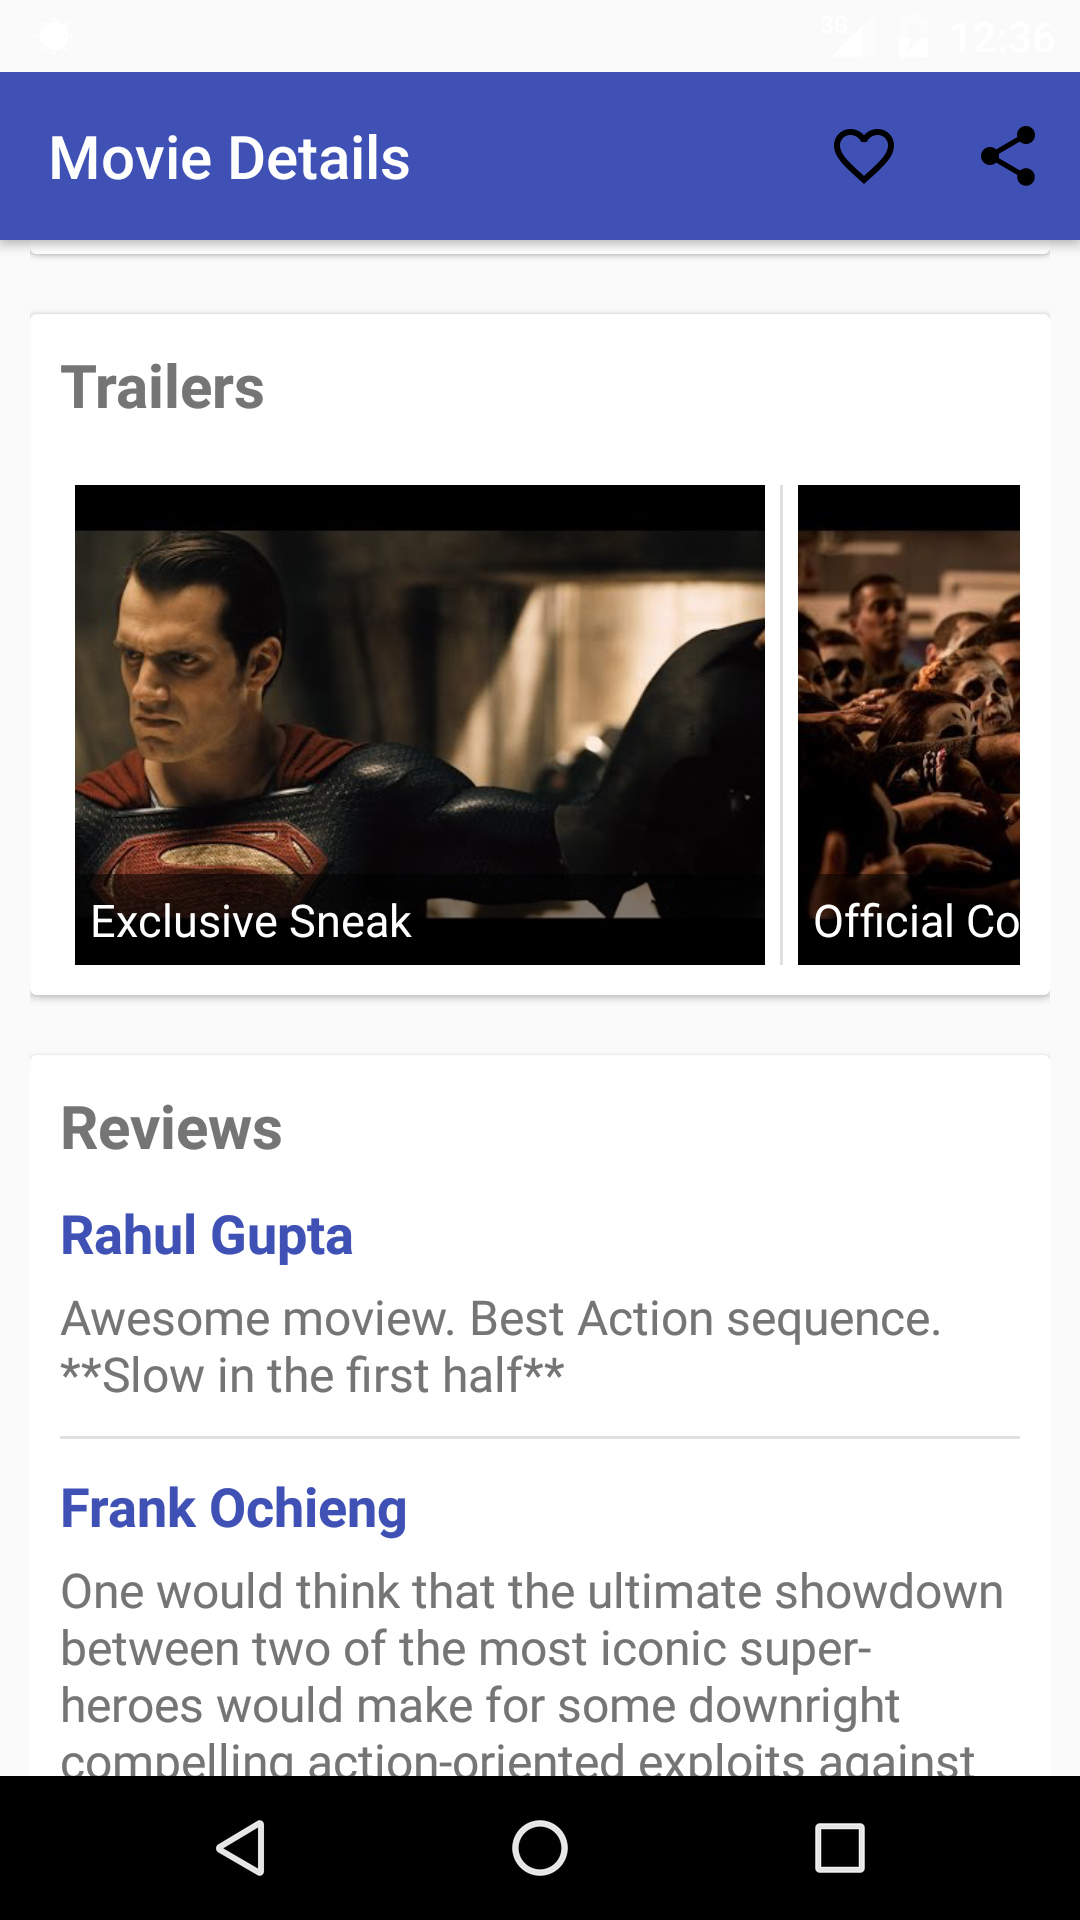 3G 12:36
Movie Details
Trailers
Exclusive Sneak
Official Co
Reviews
Rahul Gupta
Awesome moview. Best Action sequence.
**Slow in the first half**
Frank Ochieng
One would think that the ultimate showdown
between two of the most iconic super-
heroes would make for some downright
compelling action-oriented exploits against